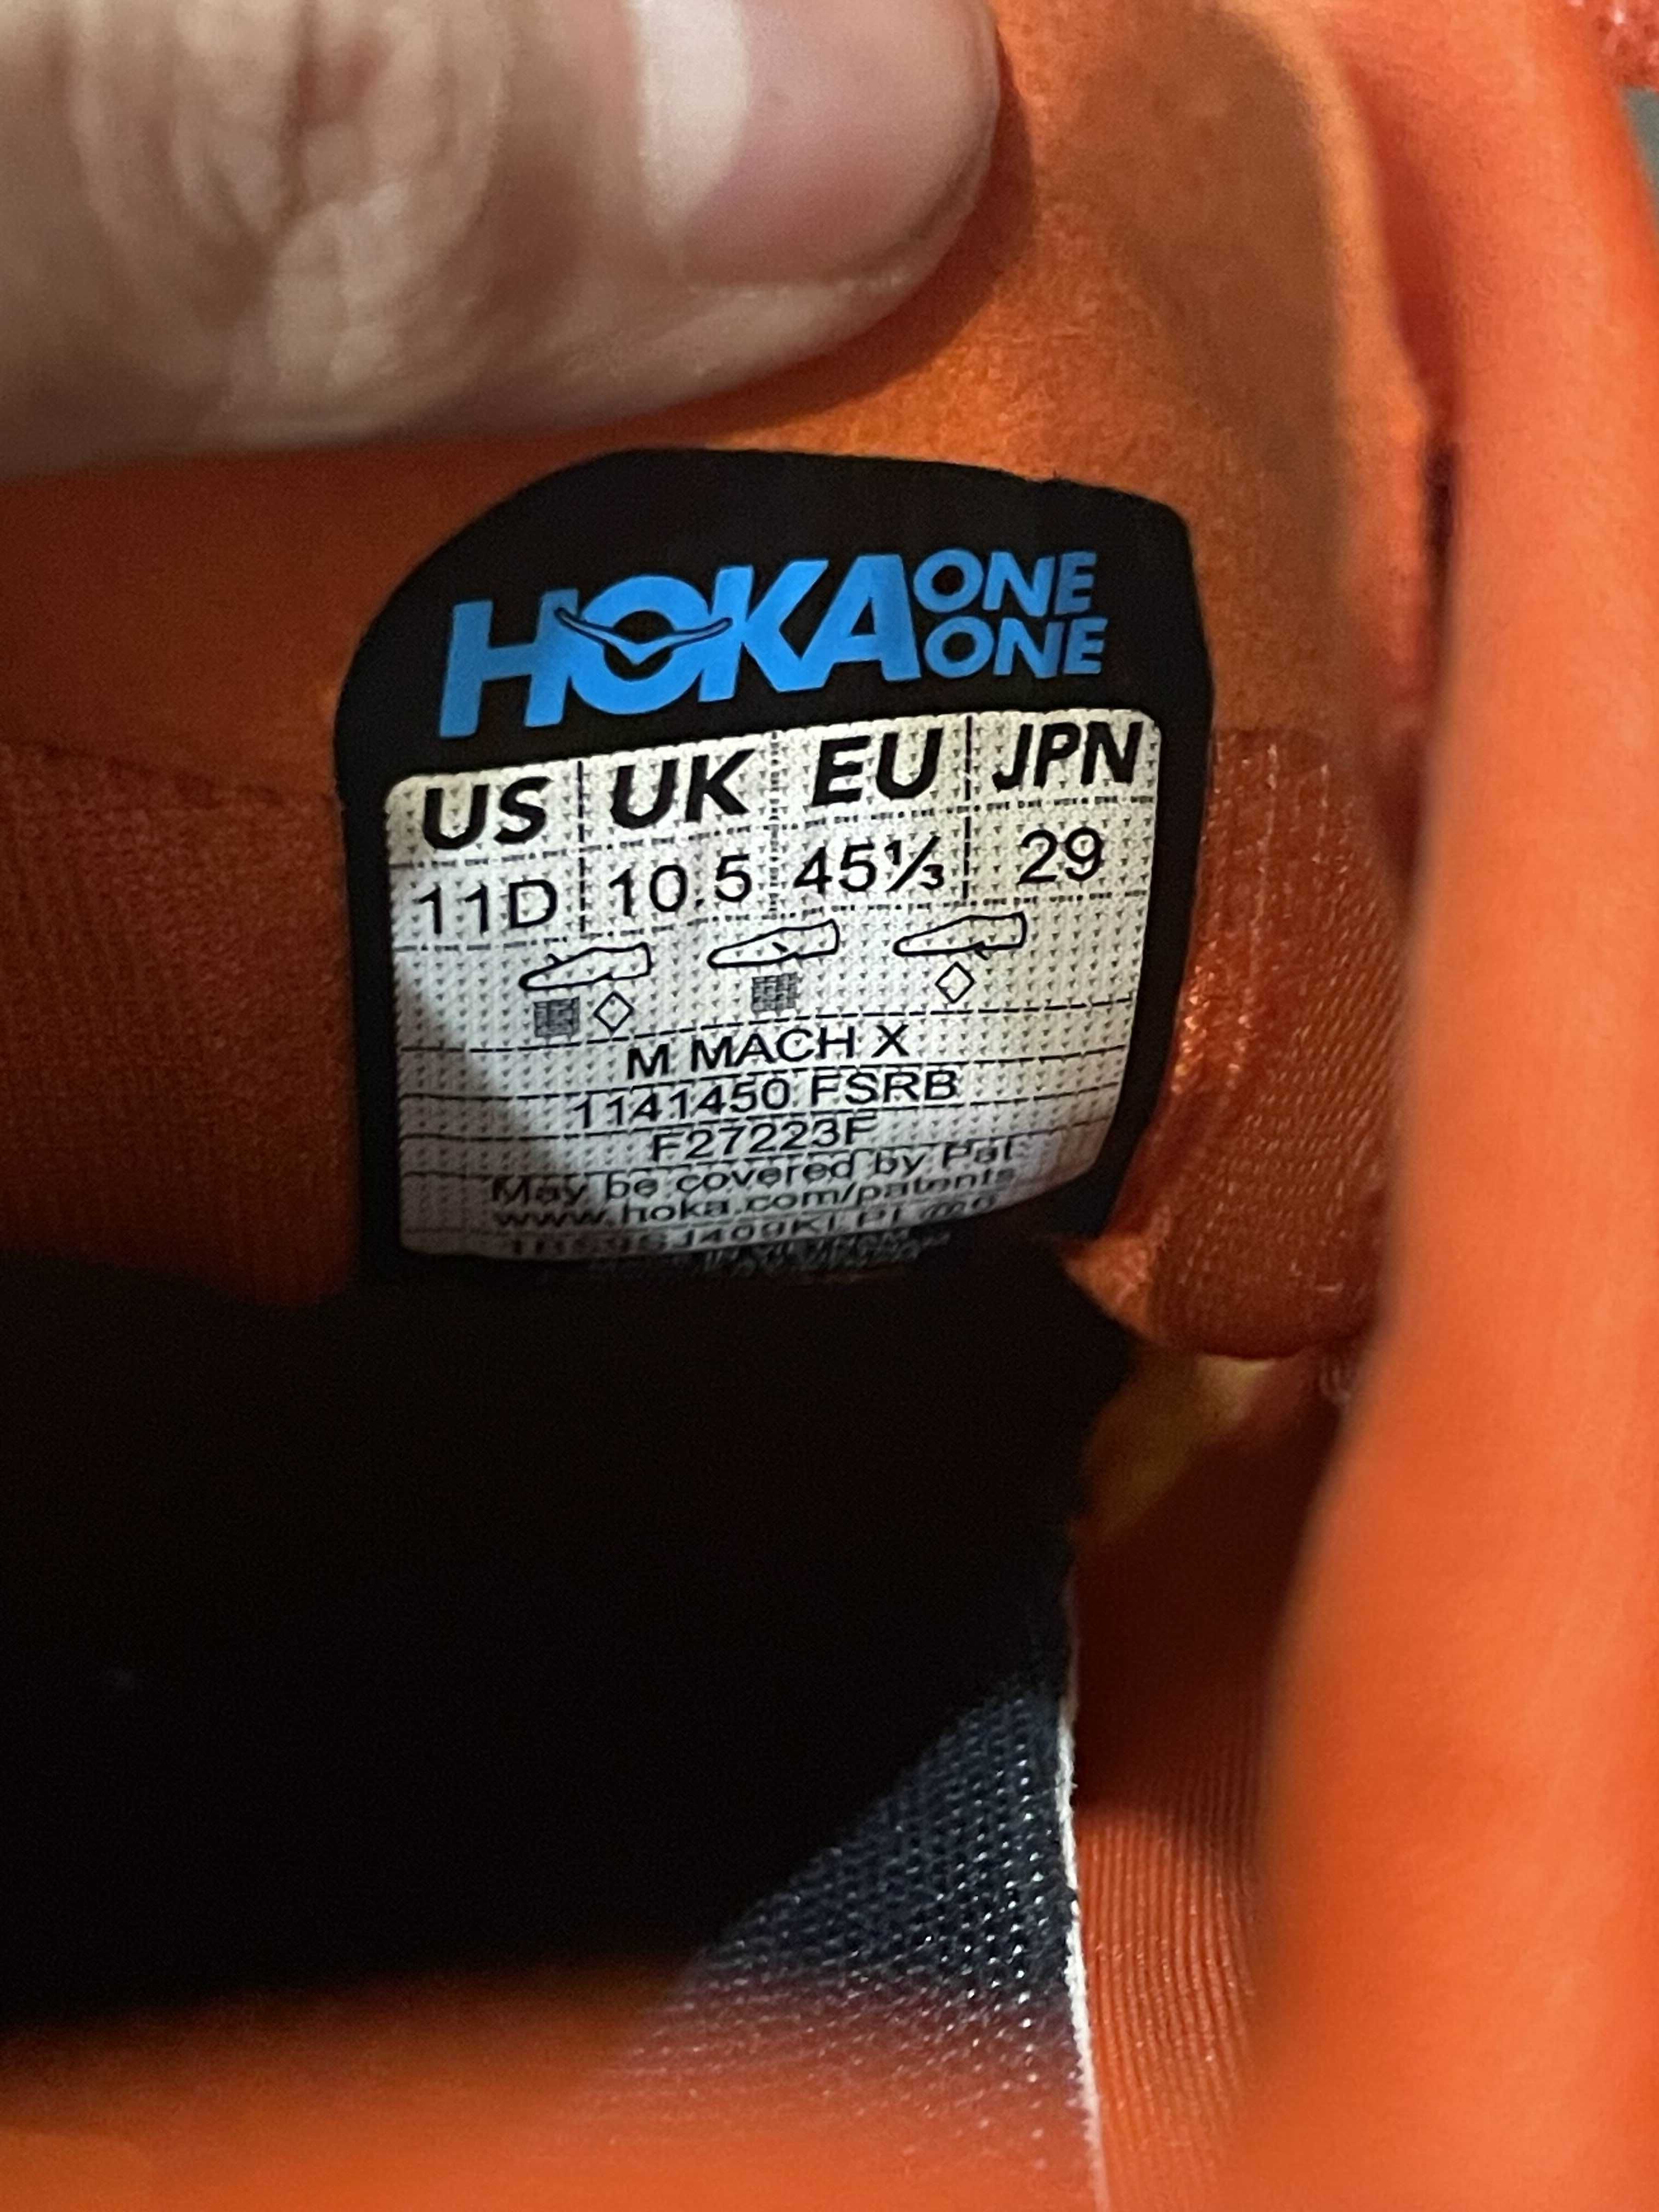 HOKA ONE ONE
US UK EU JPN
11D 10.5 45⅓ 29
M MACH X
1141450 FSRB
F27223F
May be covered by Pat:
www.hoka.com/patents